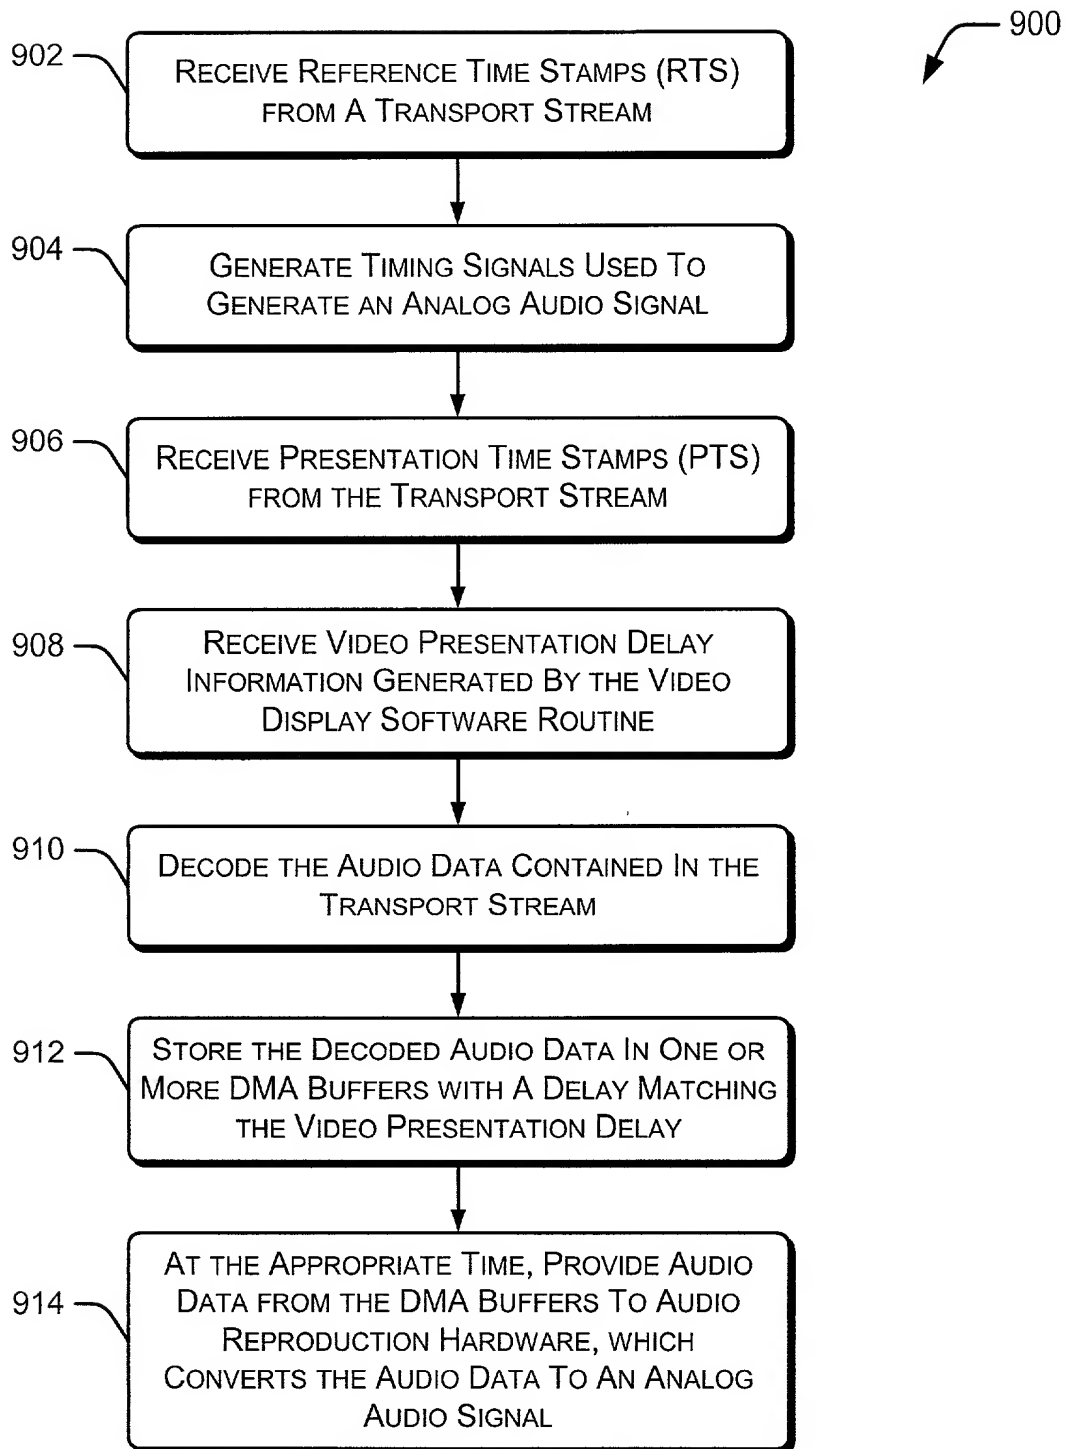 900
902
RECEIVE REFERENCE TIME STAMPS (RTS)
FROM A TRANSPORT STREAM
904
GENERATE TIMING SIGNALS USED TO
GENERATE AN ANALOG AUDIO SIGNAL
906
RECEIVE PRESENTATION TIME STAMPS (PTS)
FROM THE TRANSPORT STREAM
908
RECEIVE VIDEO PRESENTATION DELAY
INFORMATION GENERATED BY THE VIDEO
DISPLAY SOFTWARE ROUTINE
910
DECODE THE AUDIO DATA CONTAINED IN THE
TRANSPORT STREAM
912
STORE THE DECODED AUDIO DATA IN ONE OR
MORE DMA BUFFERS WITH A DELAY MATCHING
THE VIDEO PRESENTATION DELAY
914
AT THE APPROPRIATE TIME, PROVIDE AUDIO
DATA FROM THE DMA BUFFERS TO AUDIO
REPRODUCTION HARDWARE, WHICH
CONVERTS THE AUDIO DATA TO AN ANALOG
AUDIO SIGNAL